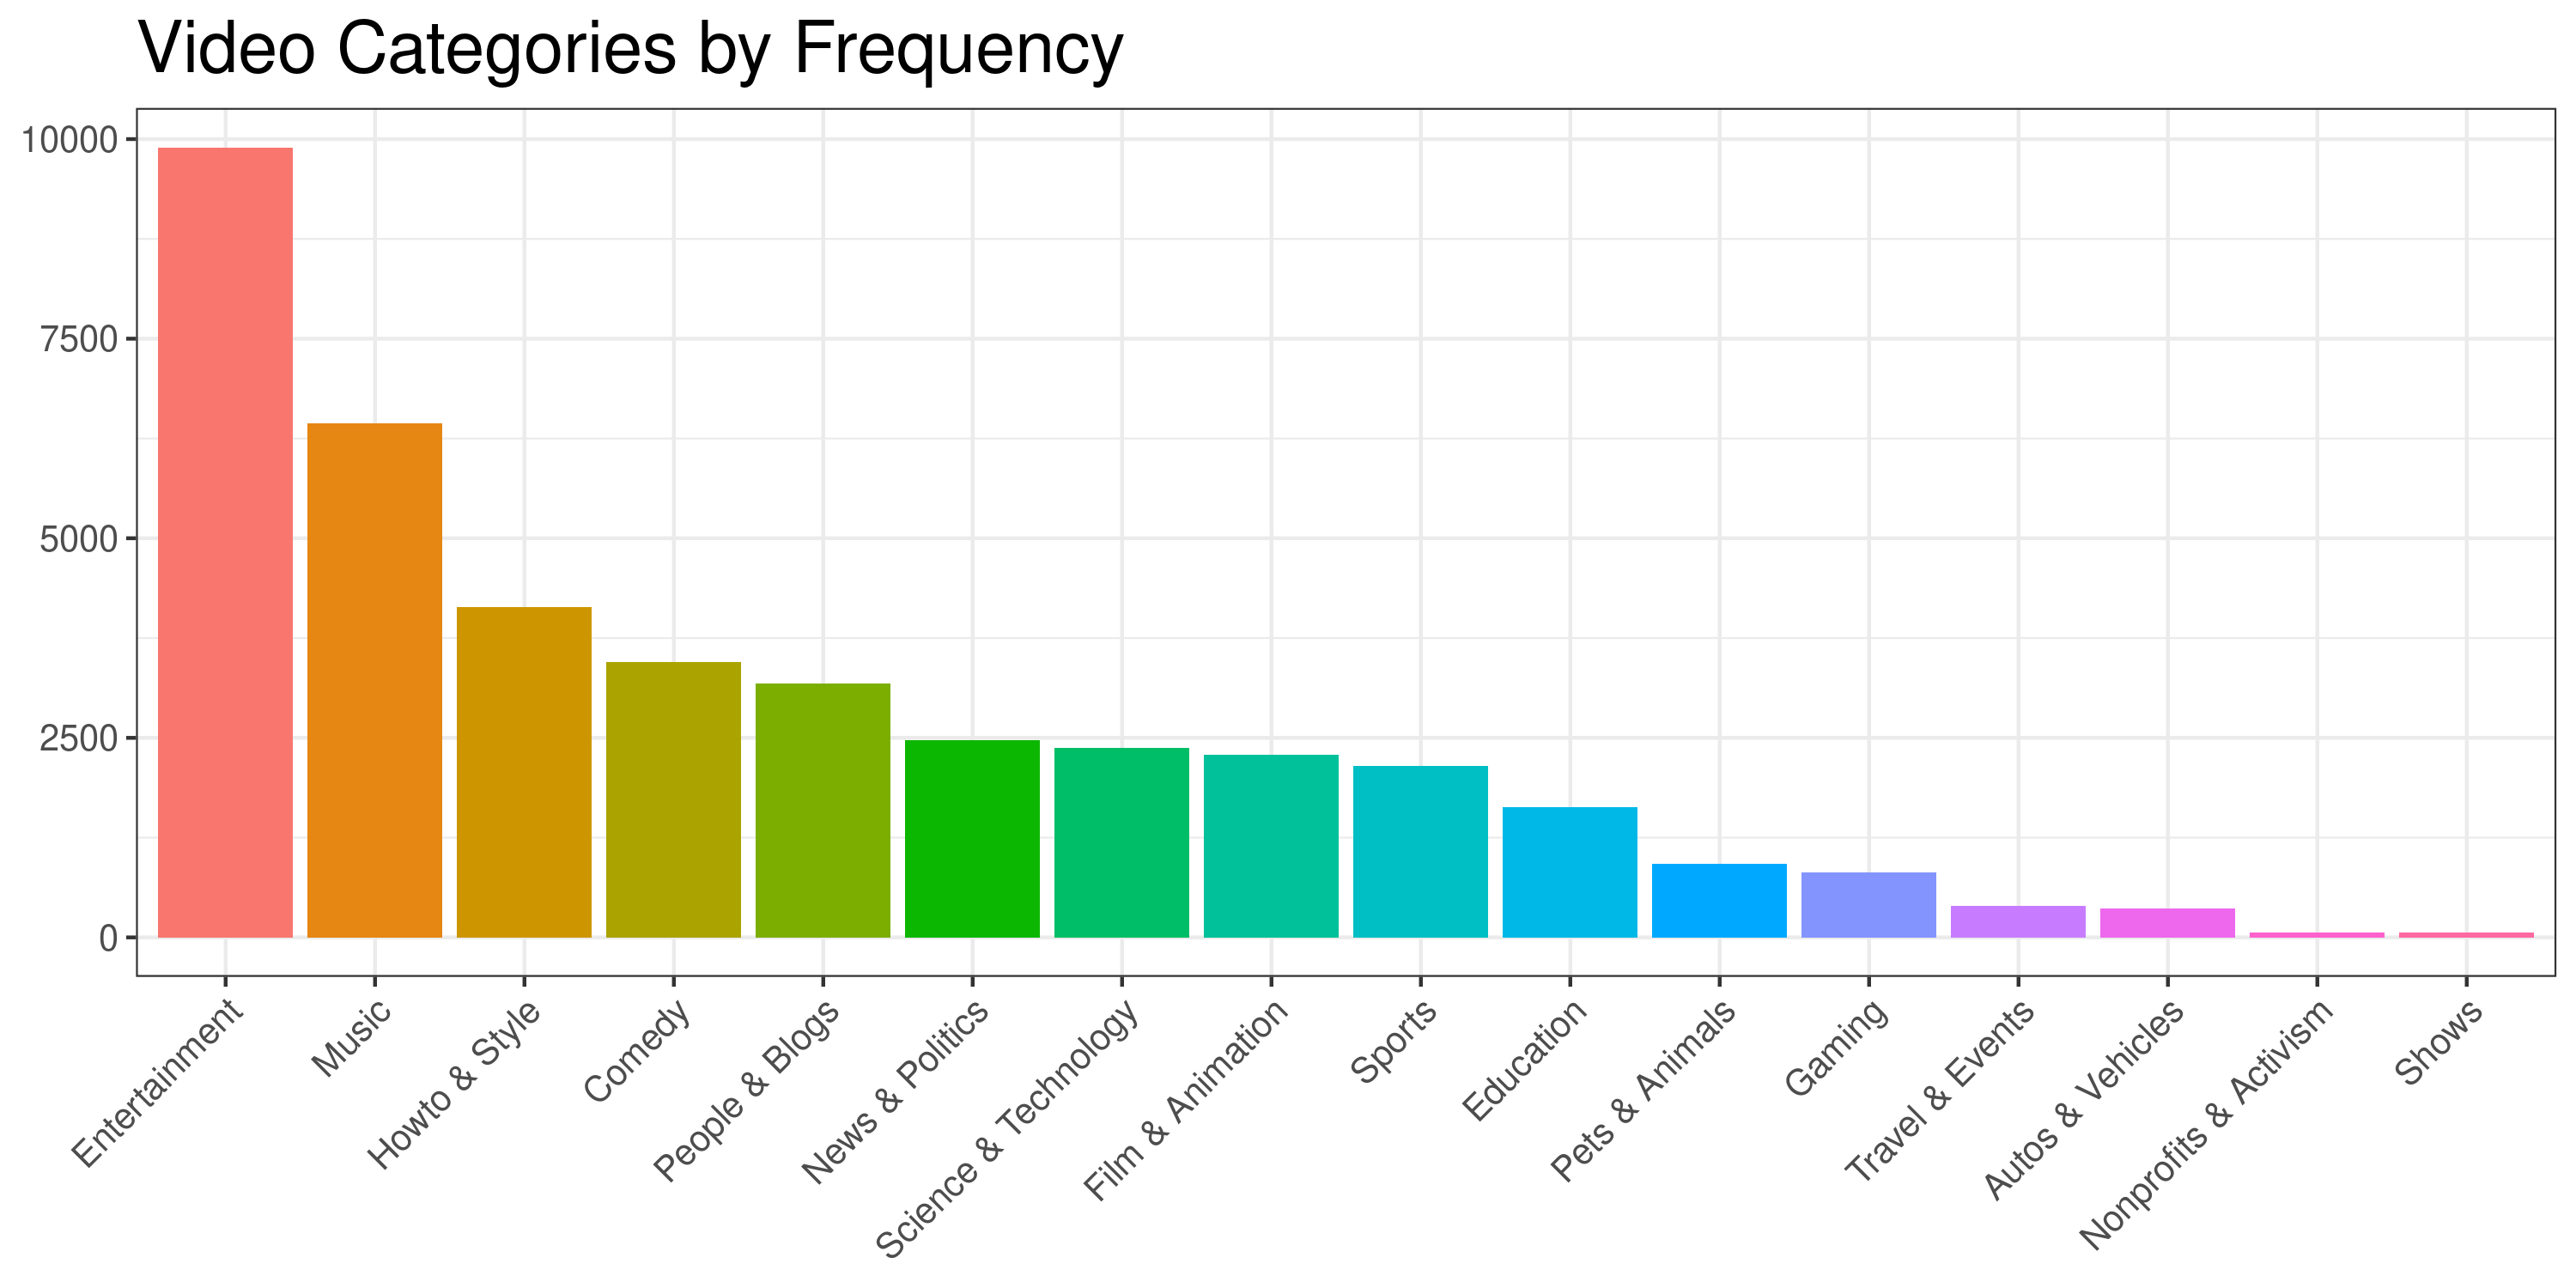 Video Categories by Frequency
10000
7500
5000
2500
0
Entertainment
Music
Howto & Style
Comedy
People & Blogs
News & Politics
Science & Technology
Film & Animation
Sports
Education
Pets & Animals
Gaming
Travel & Events
Autos & Vehicles
Nonprofits & Activism
Shows